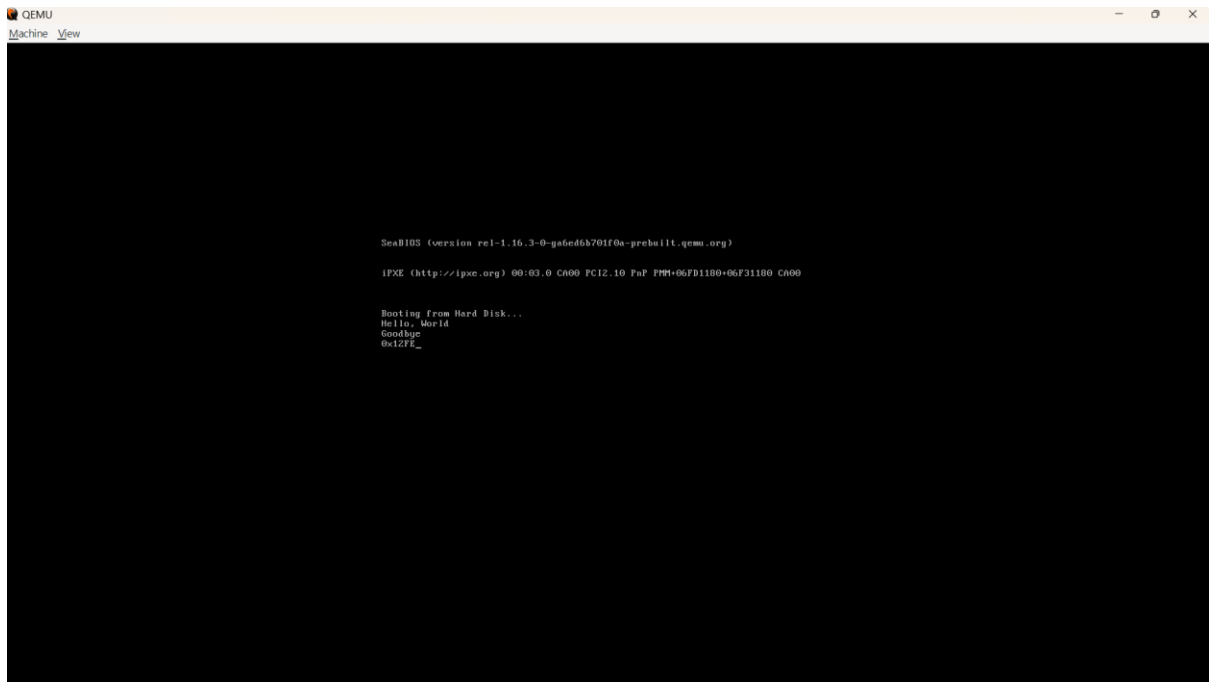 QEMU
Machine View
SeaBIOS (version rel-1.16.3-0-ga6ed6b701f0a-prebuilt.qemu.org)
iPXE (http://ipxe.org) 00:03.0 CA00 PCI2.10 PnP PMM+06FD1180+06F31180 CA00
Booting from Hard Disk...
Hello, World
Goodbye
0x12FE_